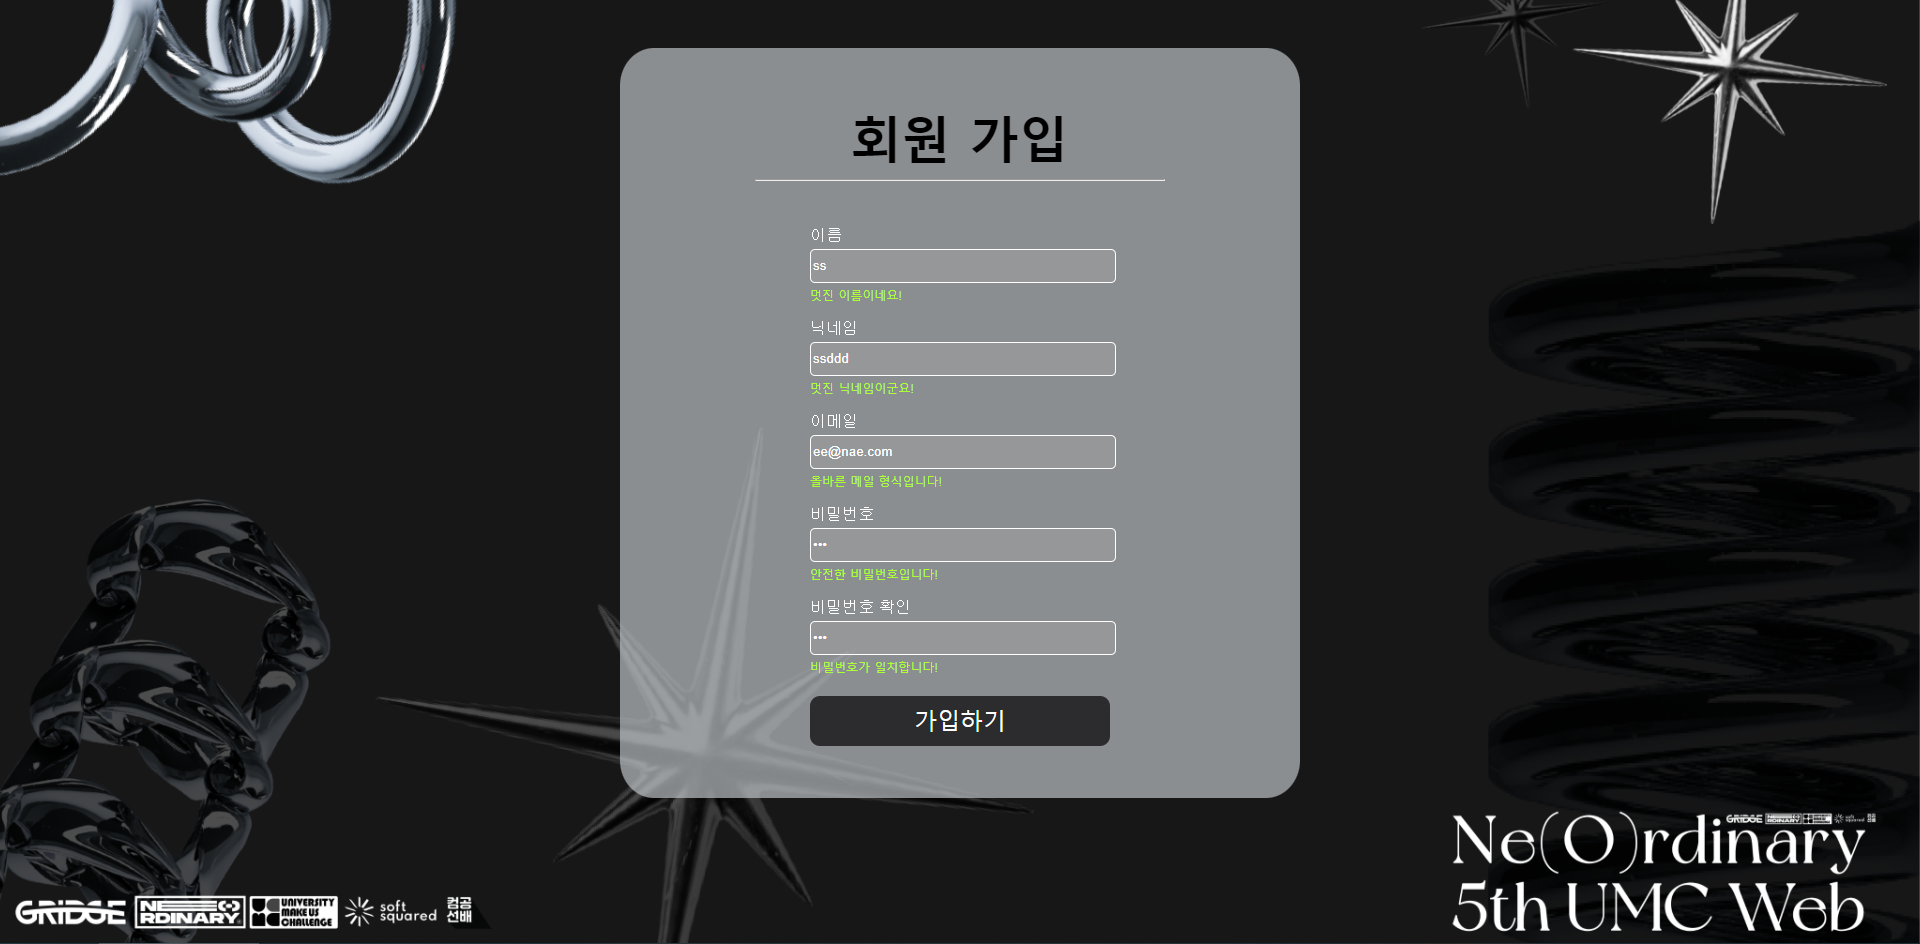 회원 가입
이름
ss
멋진 이름이네요!
닉네임
ssddd
멋진 닉네임이군요!
이메일
ee@nae.com
올바른 메일 형식입니다!
비밀번호
•••
안전한 비밀번호입니다!
비밀번호 확인
•••
비밀번호가 일치합니다!
가입하기
GRIDGE NE(O)RDINARY UNIVERSITY MAKE US CHALLENGE soft squared 컴공선배
GRIDGE NE(O)RDINARY soft squared
Ne(O)rdinary
5th UMC Web